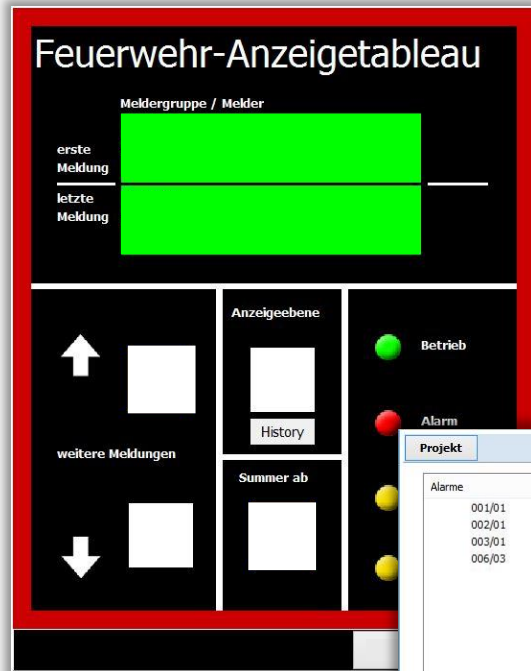 Feuerwehr-Anzeigetableau
Meldergruppe / Melder
erste
Meldung
letzte
Meldung
Anzeigeebene
Betrieb
History
Alarm
weitere Meldungen
Summer ab
Projekt
Alarme
001/01
002/01
003/01
006/03